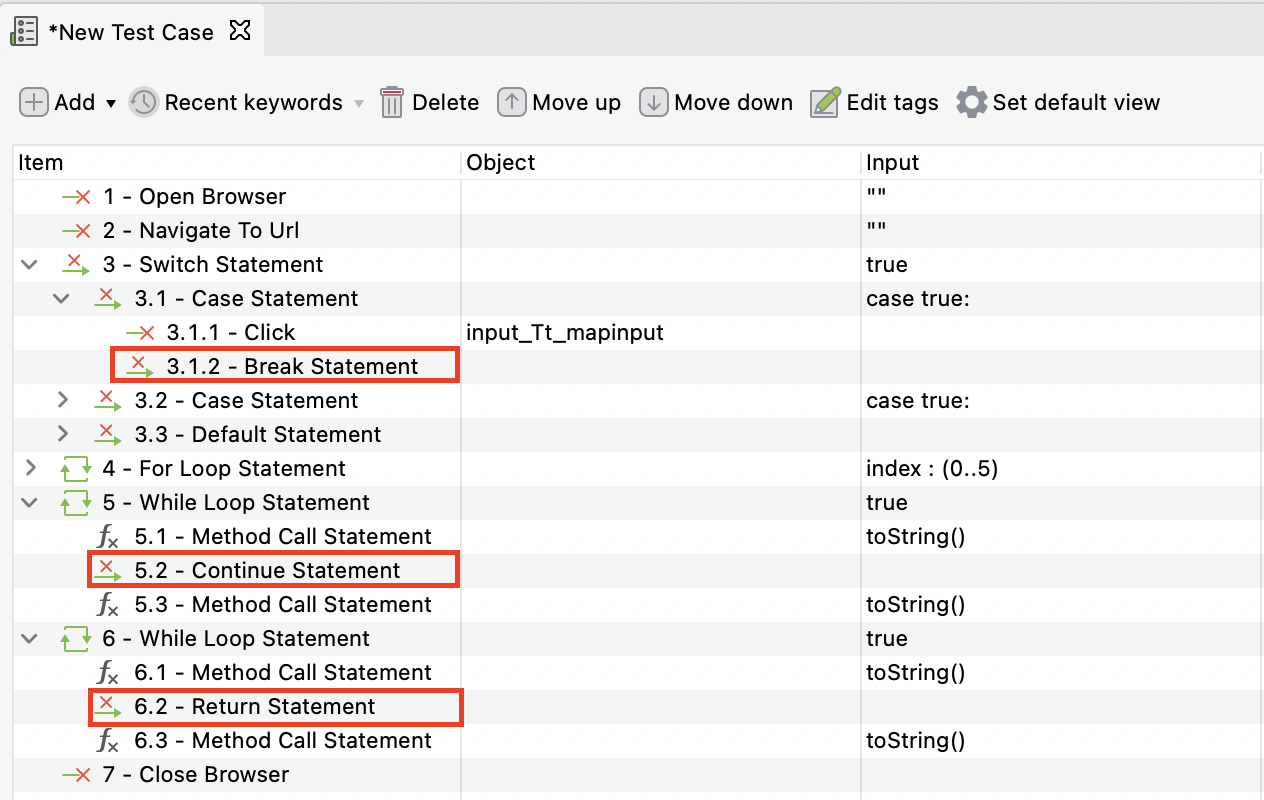 *New Test Case
Add Recent keywords Delete Move up Move down Edit tags Set default view
Item Object Input
1 - Open Browser ""
2 - Navigate To Url ""
3 - Switch Statement true
3.1 - Case Statement case true:
3.1.1 - Click input_Tt_mapinput
3.1.2 - Break Statement
3.2 - Case Statement case true:
3.3 - Default Statement
4 - For Loop Statement index : (0..5)
5 - While Loop Statement true
5.1 - Method Call Statement toString()
5.2 - Continue Statement
5.3 - Method Call Statement toString()
6 - While Loop Statement true
6.1 - Method Call Statement toString()
6.2 - Return Statement
6.3 - Method Call Statement toString()
7 - Close Browser